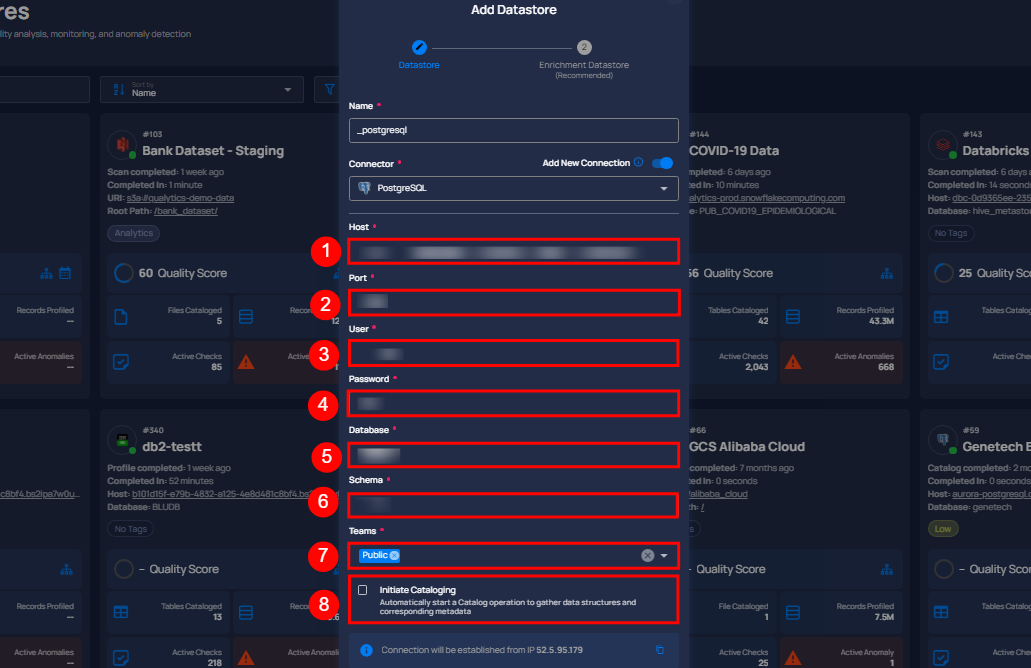 res
lity analysis, monitoring, and anomaly detection
Sort by
Name
Add Datastore
2
Datastore
Enrichment Datastore
(Recommended)
Name *
_postgresql
Connector *
Add New Connection
PostgreSQL
1
Host *
2
Port *
3
User *
4
Password *
5
Database *
6
Schema *
7
Teams *
Public
8
Initiate Cataloging
Automatically start a Catalog operation to gather data structures and
corresponding metadata
Connection will be established from IP 52.5.95.179
Records Profiled
--
Active Anomalies
--
#103
Bank Dataset - Staging
Scan completed: 1 week ago
Completed In: 1 minute
URI: s3a://qualytics-demo-data
Root Path: /bank_dataset/
Analytics
60 Quality Score
Files Cataloged
5
Active Checks
85
#144
COVID-19 Data
completed: 6 days ago
ted In: 10 minutes
alytics-prod.snowflakecomputing.com
e: PUB_COVID19_EPIDEMIOLOGICAL
56 Quality Score
Tables Cataloged
42
Records Profiled
43.3M
Active Checks
2,043
Active Anomalies
668
#143
Databricks
Scan completed: 6 days a
Completed In: 14 second
Host: dbc-0d9365ee-235
Database: hive_metastor
No Tags
25 Quality Sco
Tables Catalog
Active Che
c8bf4.bs2ipa7w0u...
Records Profiled
--
Active Anomalies
--
#340
db2-testt
Profile completed: 1 week ago
Completed In: 52 minutes
Host: b101d15f-e79b-4832-a125-4e8d481c8bf4.bs
Database: BLUDB
No Tags
– Quality Score
Tables Cataloged
13
Active Checks
218
Active Anomali
#66
GCS Alibaba Cloud
completed: 7 months ago
ted In: 0 seconds
/alibaba_cloud
th: /
s
– Quality Score
File Cataloged
1
Records Profiled
7.5M
Active Checks
25
Active Anomaly
1
#59
Genetech B
Catalog completed: 2 mo
Completed In: 0 seconds
Host: aurora-postgresql.c
Database: genetech
Low
– Quality Sco
Tables Catalog
Active Che